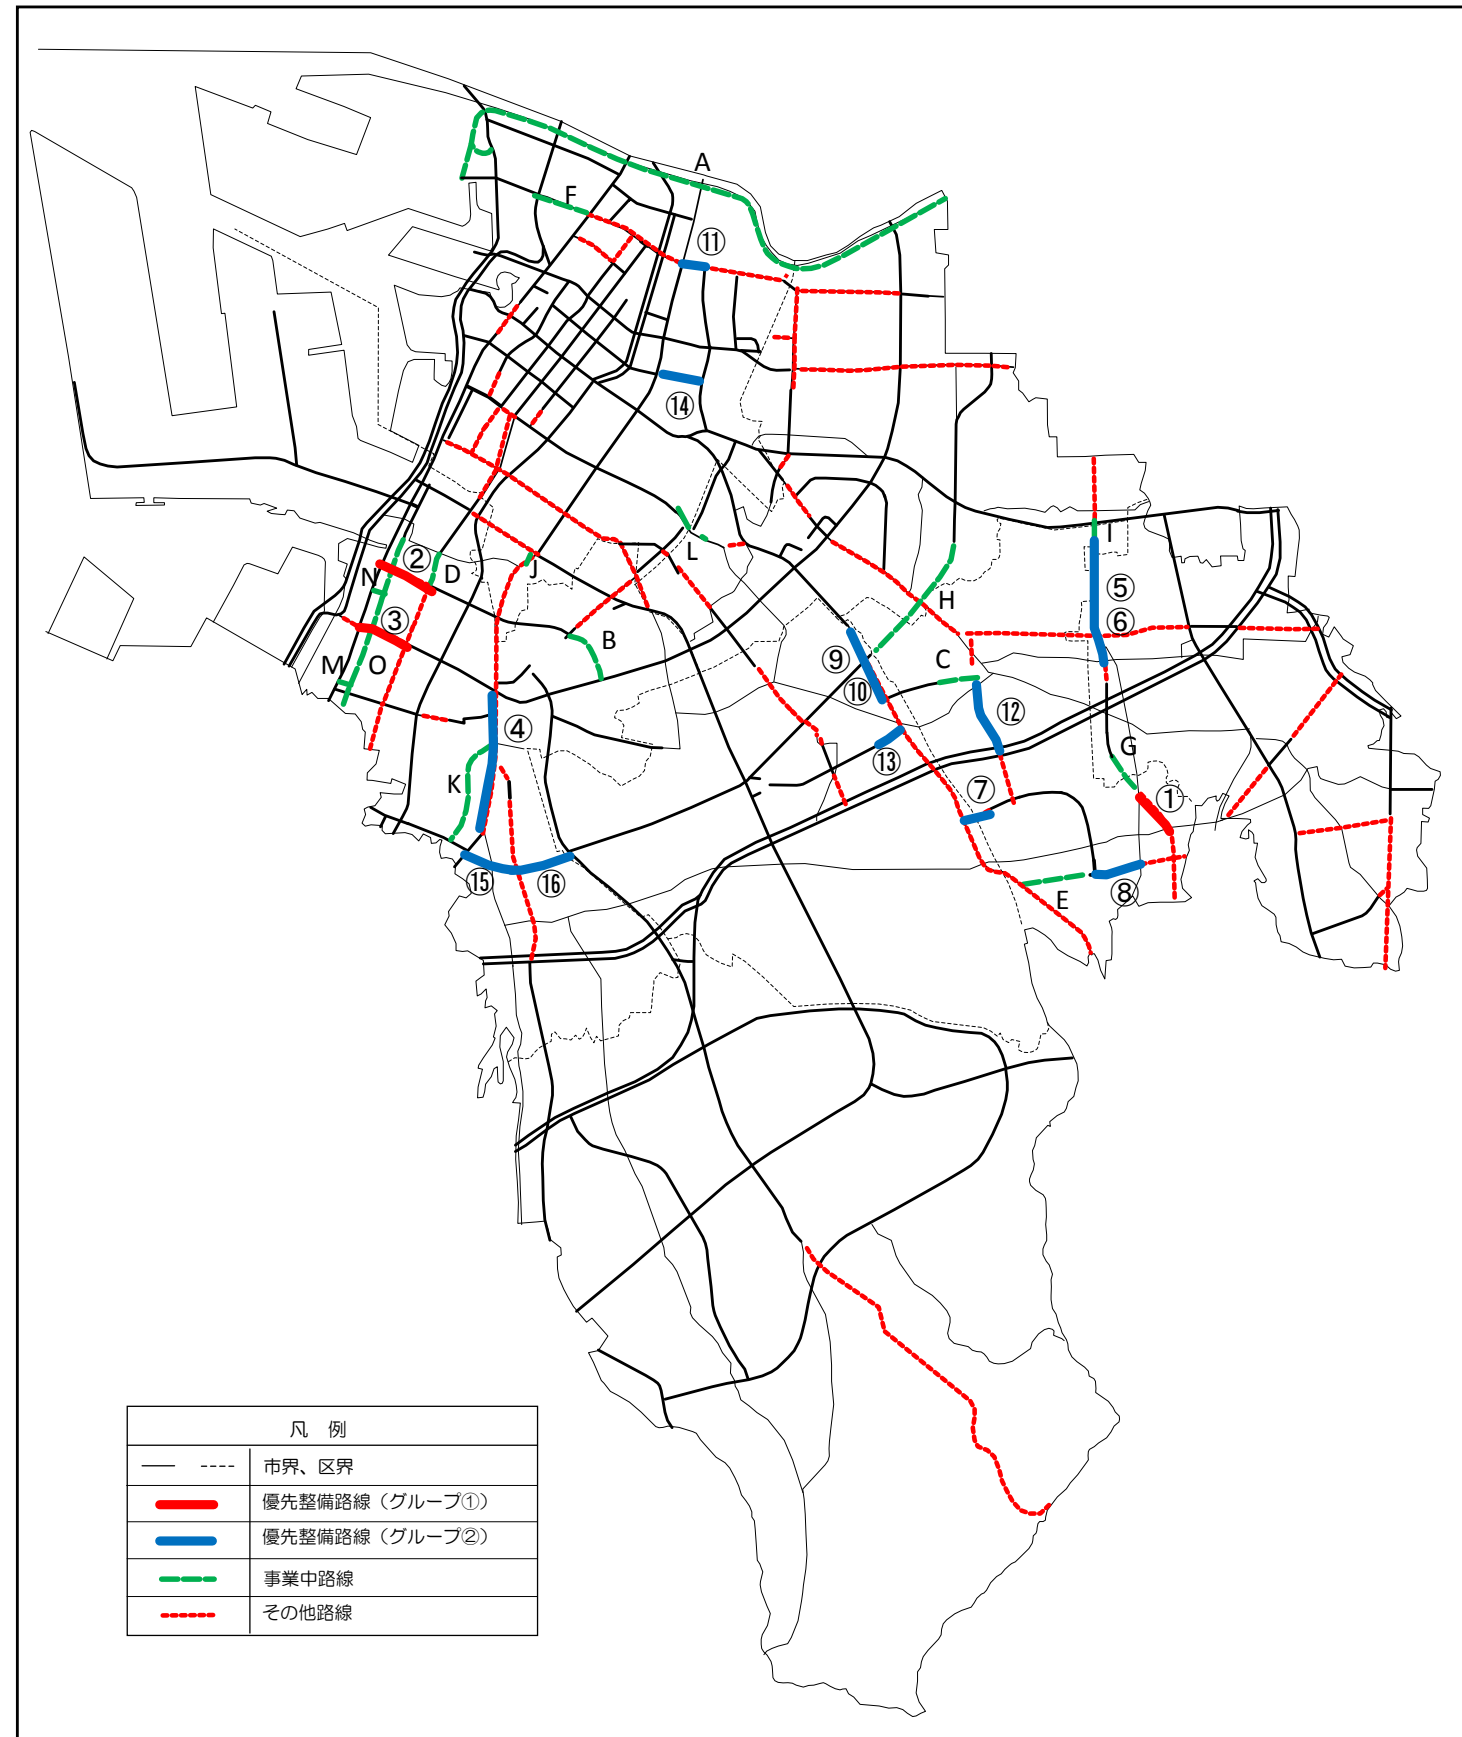 A
F
⑪
⑭
I
L
②
N
D
J
⑤
H
⑥
③
B
⑨
M
O
C
⑩
⑫
④
⑬
G
K
⑦
①
⑮
⑯
⑧
E
凡 例
市界、区界
優先整備路線(グループ①)
優先整備路線(グループ②)
事業中路線
その他路線